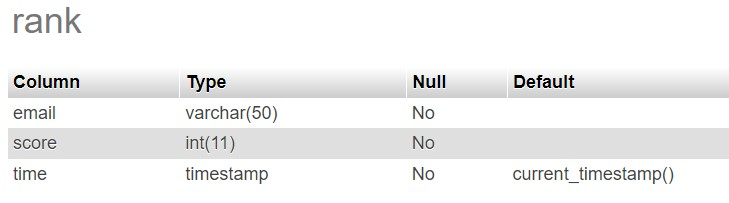 rank
Column Type Null Default
email varchar(50) No
score int(11) No
time timestamp No current_timestamp()